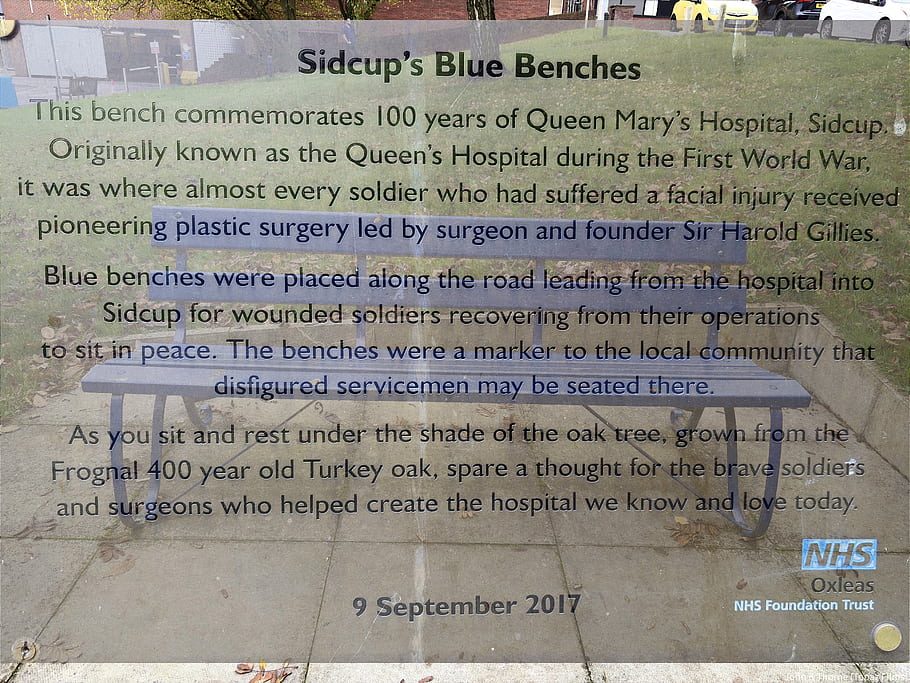 Sidcup's Blue Benches
This bench commemorates 100 years of Queen Mary's Hospital, Sidcup.
Originally known as the Queen's Hospital during the First World War,
it was where almost every soldier who had suffered a facial injury received
pioneering plastic surgery led by surgeon and founder Sir Harold Gillies.
Blue benches were placed along the road leading from the hospital into
Sidcup for wounded soldiers recovering from their operations
to sit in peace. The benches were a marker to the local community that
disfigured servicemen may be seated there.
As you sit and rest under the shade of the oak tree, grown from the
Frognal 400 year old Turkey oak, spare a thought for the brave soldiers
and surgeons who helped create the hospital we know and love today.
NHS
Oxleas
NHS Foundation Trust
9 September 2017